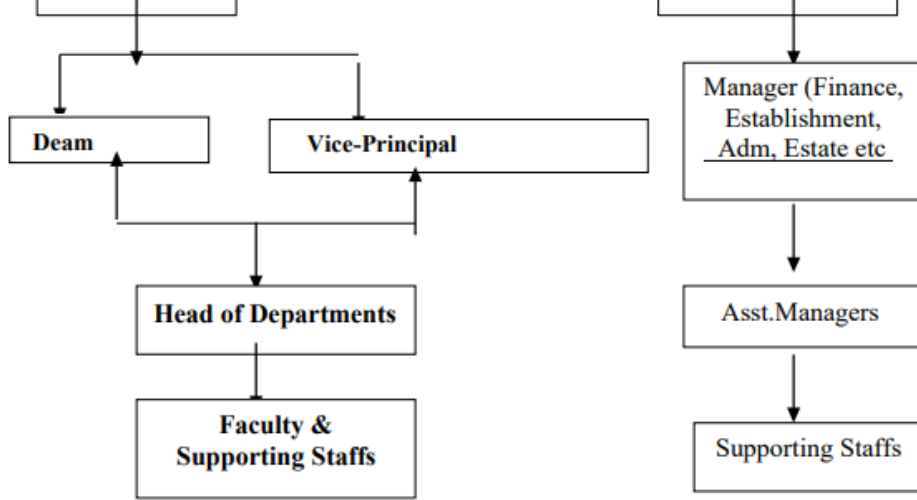 Deam
Vice-Principal
Head of Departments
Faculty &
Supporting Staffs
Manager (Finance,
Establishment,
Adm, Estate etc
Asst.Managers
Supporting Staffs